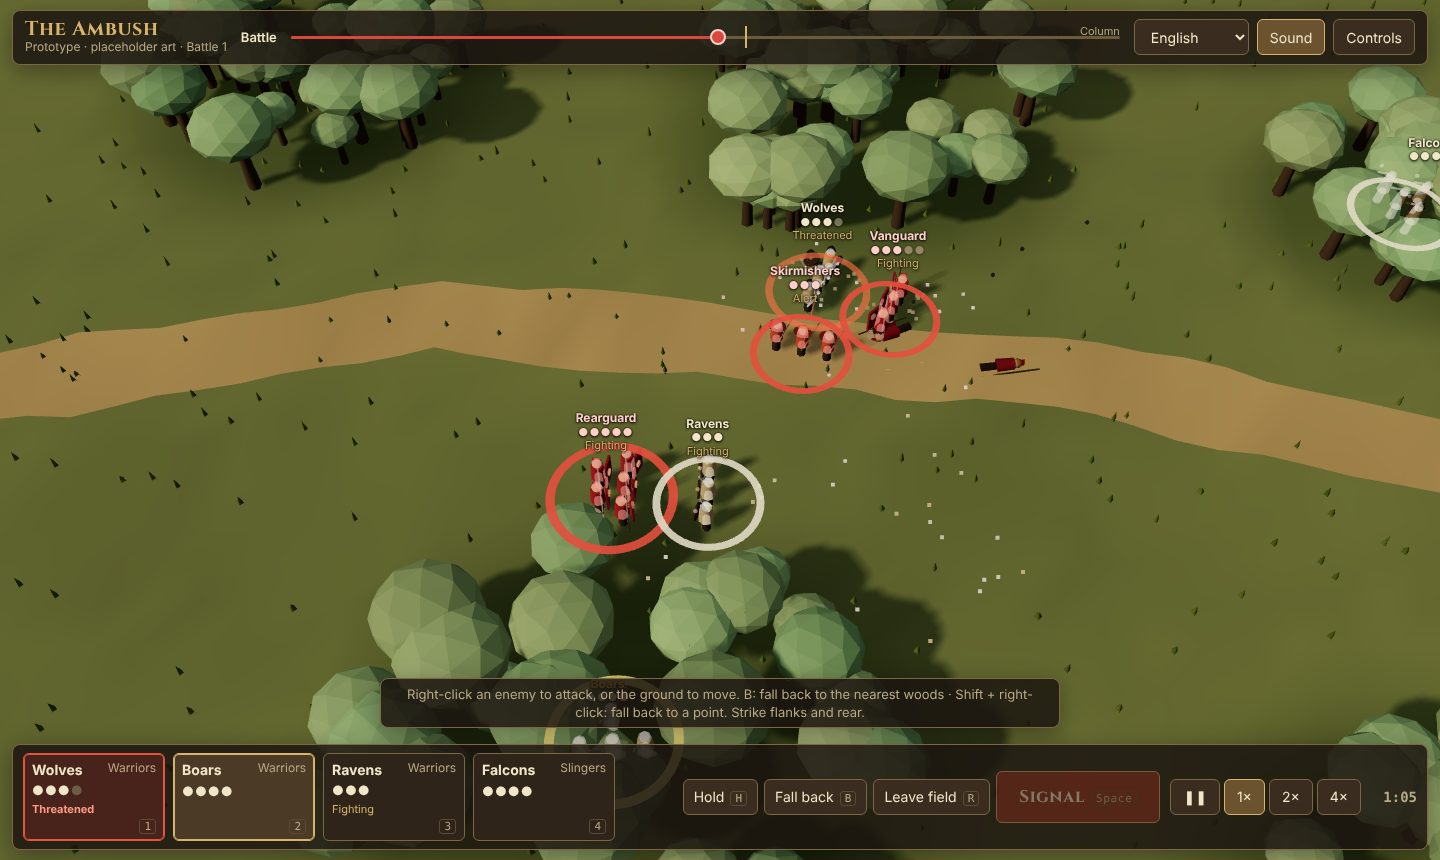 THE AMBUSH
Prototype · placeholder art · Battle 1
Battle
Column
English
Sound
Controls
Falco
Wolves
Threatened
Vanguard
Fighting
Skirmishers
Alert
Rearguard
Fighting
Ravens
Fighting
Boars
Right-click an enemy to attack, or the ground to move. B: fall back to the nearest woods · Shift + right-
click: fall back to a point. Strike flanks and rear.
Wolves Warriors
Threatened
1
Boars Warriors
2
Ravens Warriors
Fighting
3
Falcons Slingers
4
Hold H
Fall back B
Leave field R
SIGNAL Space
1×
2×
4×
1:05